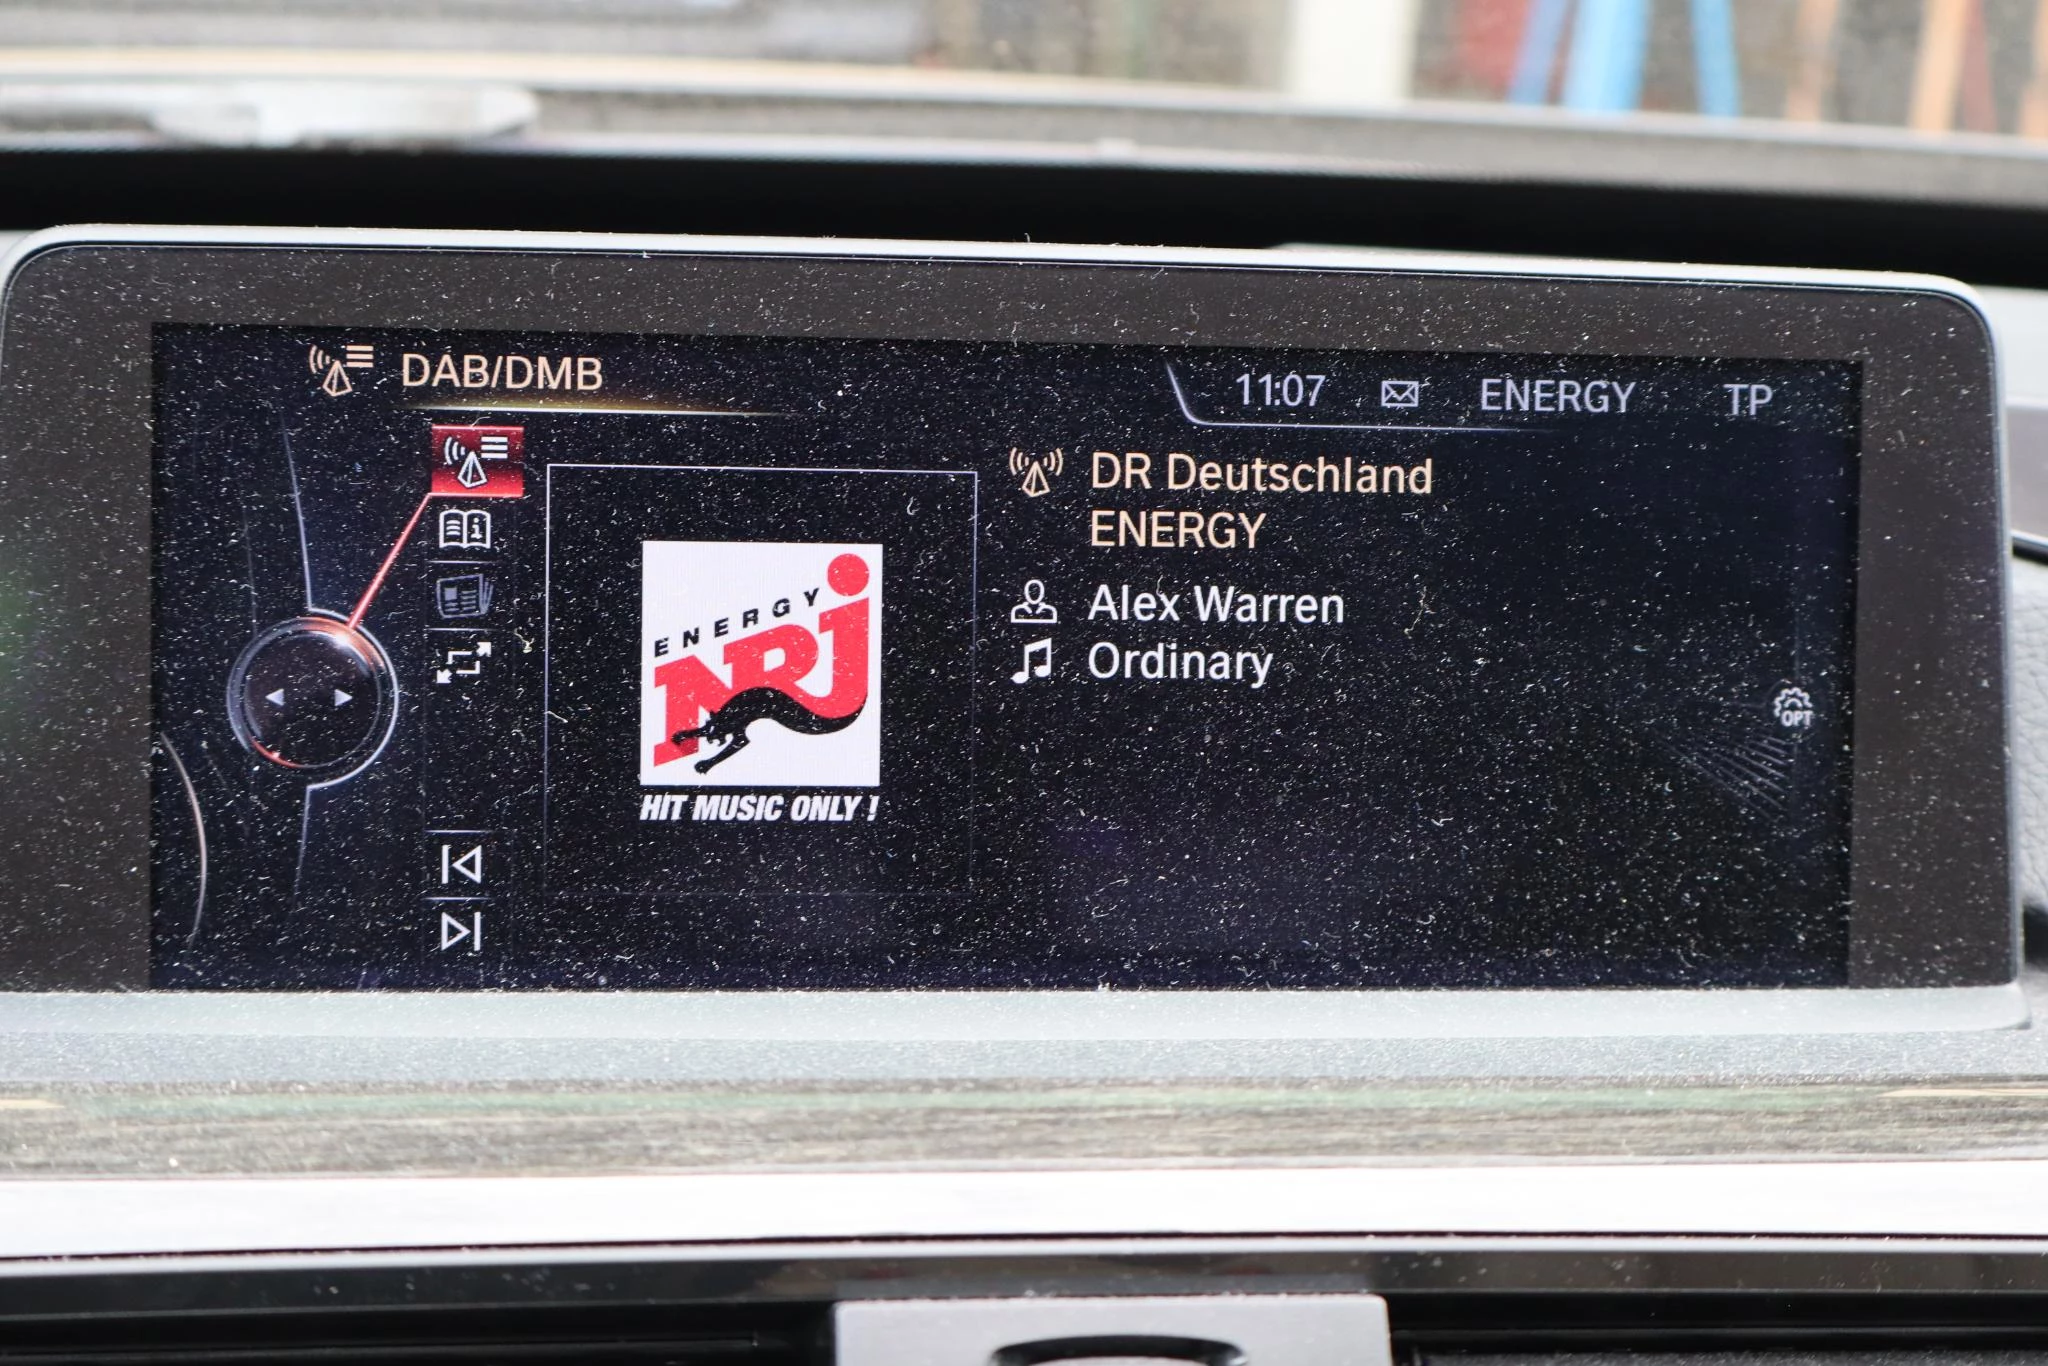 DAB/DMB
11:07 ENERGY TP
DR Deutschland
ENERGY
Alex Warren
Ordinary
ENERGY
NRJ
HIT MUSIC ONLY !
OPT